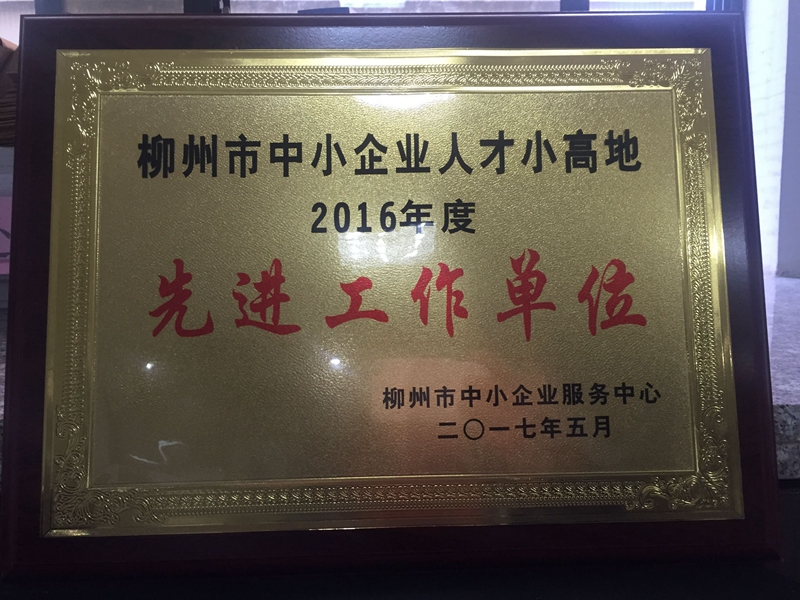 柳州市中小企业人才小高地
2016年度
先进工作单位
柳州市中小企业服务中心
二〇一七年五月